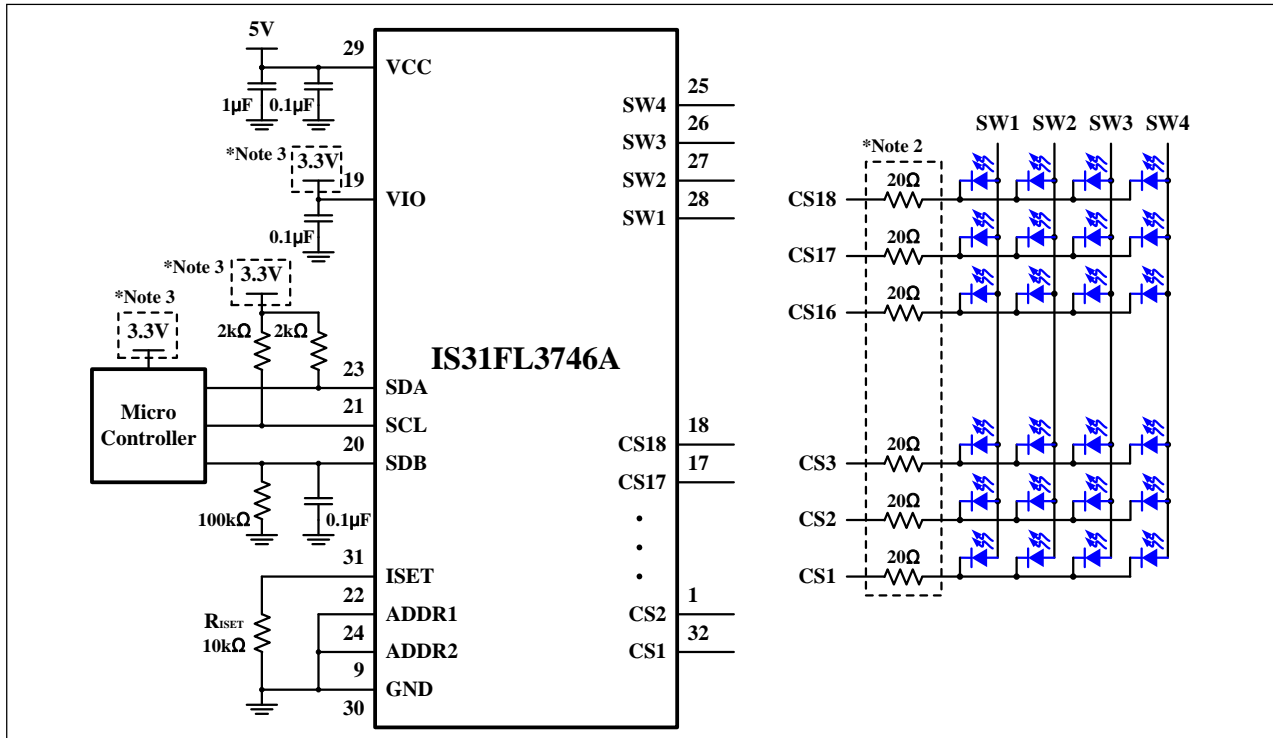 5V
29
VCC
1µF
0.1µF
*Note 3
3.3V
19
VIO
0.1µF
*Note 3
3.3V
*Note 3
3.3V
2kΩ
2kΩ
Micro
Controller
23
SDA
21
SCL
20
SDB
100kΩ
0.1µF
31
ISET
22
ADDR1
RISET
10kΩ
24
ADDR2
9
GND
30
IS31FL3746A
25
SW4
26
SW3
27
SW2
28
SW1
18
CS18
17
CS17
1
CS2
32
CS1
SW1 SW2 SW3 SW4
*Note 2
CS18 20Ω
CS17 20Ω
CS16 20Ω
CS3 20Ω
CS2 20Ω
CS1 20Ω